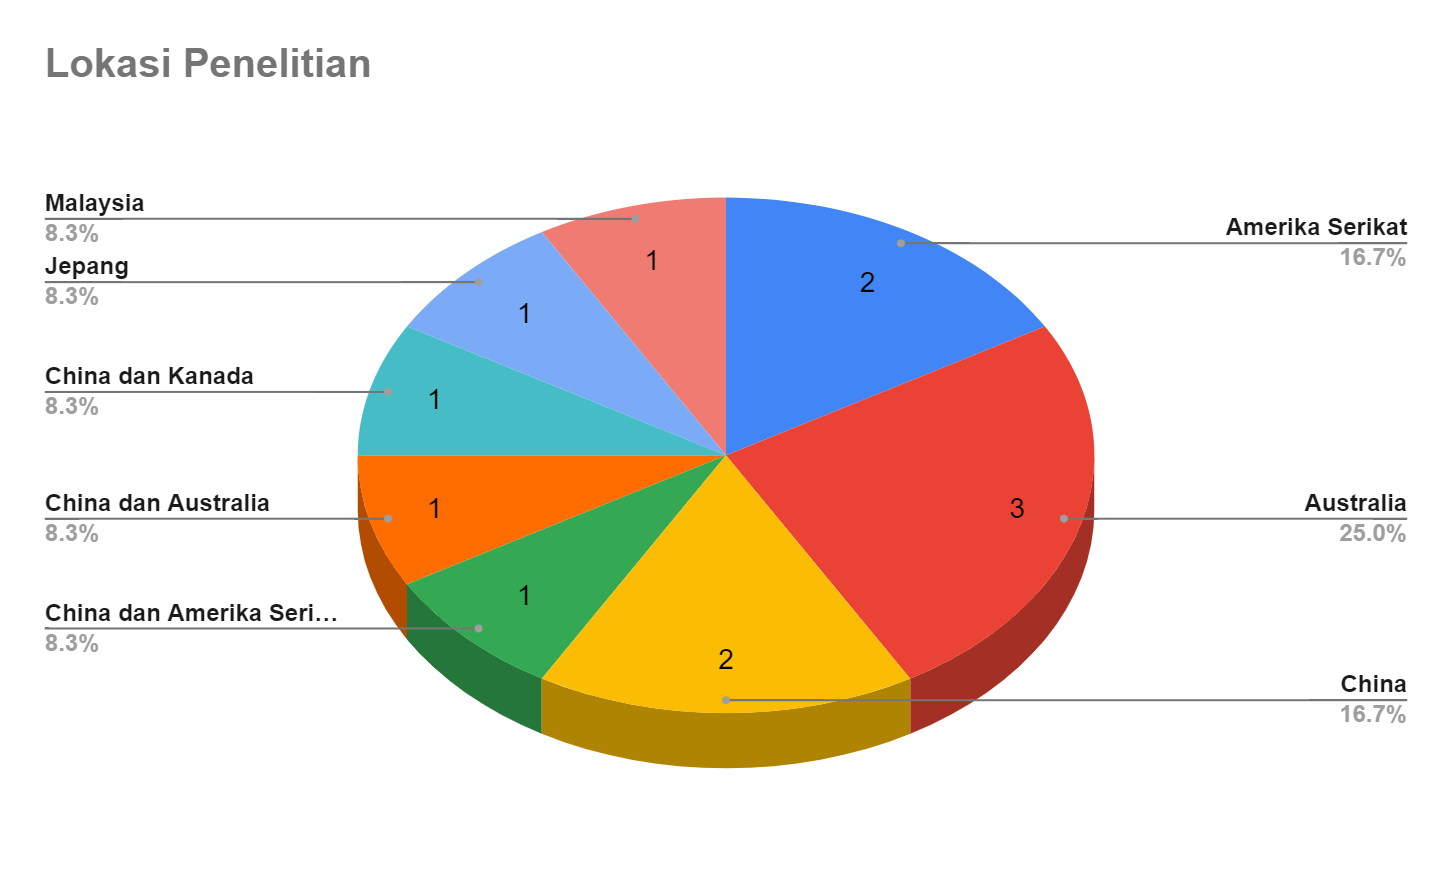 Lokasi Penelitian
Malaysia
8.3%
Jepang
8.3%
China dan Kanada
8.3%
China dan Australia
8.3%
China dan Amerika Seri…
8.3%
Amerika Serikat
16.7%
Australia
25.0%
China
16.7%
1
2
1
1
3
1
1
2